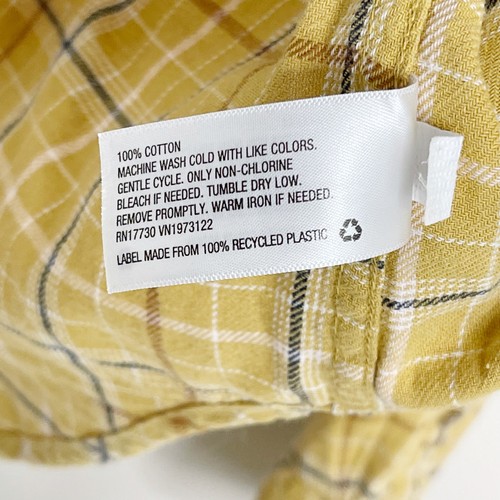 100% COTTON
MACHINE WASH COLD WITH LIKE COLORS.
GENTLE CYCLE. ONLY NON-CHLORINE
BLEACH IF NEEDED. TUMBLE DRY LOW.
REMOVE PROMPTLY. WARM IRON IF NEEDED.
RN17730 VN1973122
LABEL MADE FROM 100% RECYCLED PLASTIC